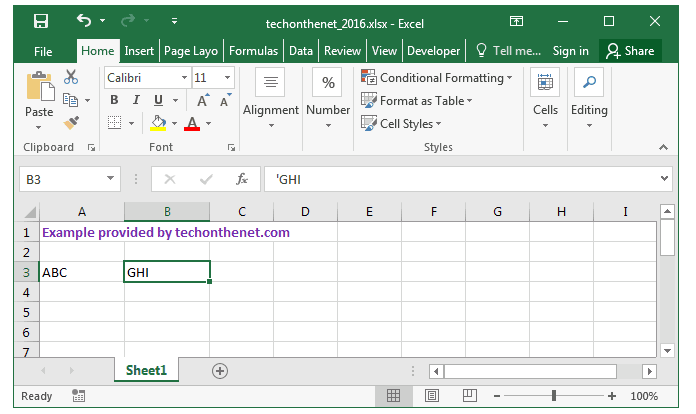 techonthenet_2016.xlsx - Excel
File Home Insert Page Layo Formulas Data Review View Developer Tell me... Sign in Share
Calibri 11
Conditional Formatting
Paste B I U A A Alignment % Number Format as Table Cells Editing
A Cell Styles
Clipboard Font Styles
B3 fx 'GHI
A B C D E F G H I
1 Example provided by techonthenet.com
2
3 ABC GHI
4
5
6
7
Sheet1
Ready 100%